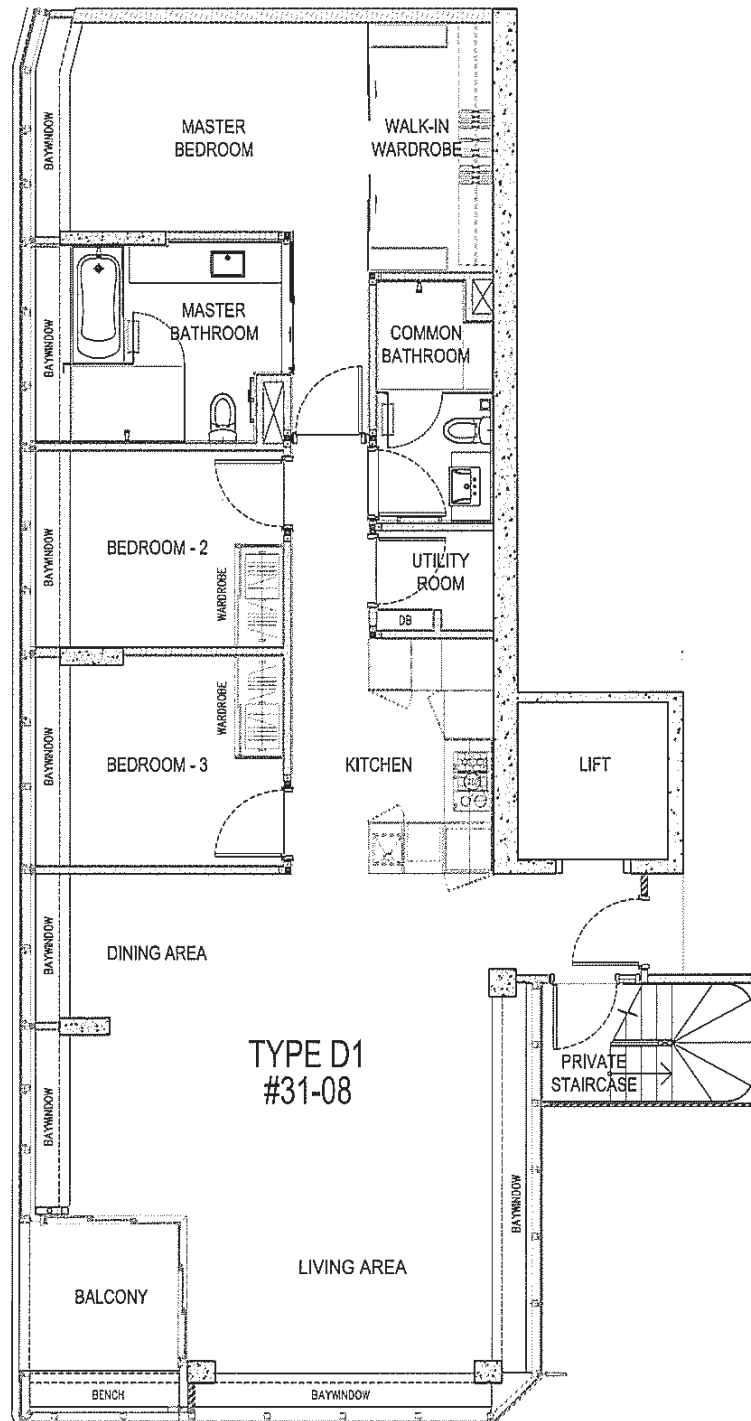 BAYWINDOW
MASTER
BEDROOM
WALK-IN
WARDROBE
BAYWINDOW
MASTER
BATHROOM
COMMON
BATHROOM
BAYWINDOW
BEDROOM - 2
WARDROBE
UTILITY
ROOM
DB
BAYWINDOW
BEDROOM - 3
WARDROBE
KITCHEN
LIFT
BAYWINDOW
DINING AREA
TYPE D1
#31-08
PRIVATE
STAIRCASE
BAYWINDOW
BAYWINDOW
LIVING AREA
BALCONY
BENCH
BAYWINDOW